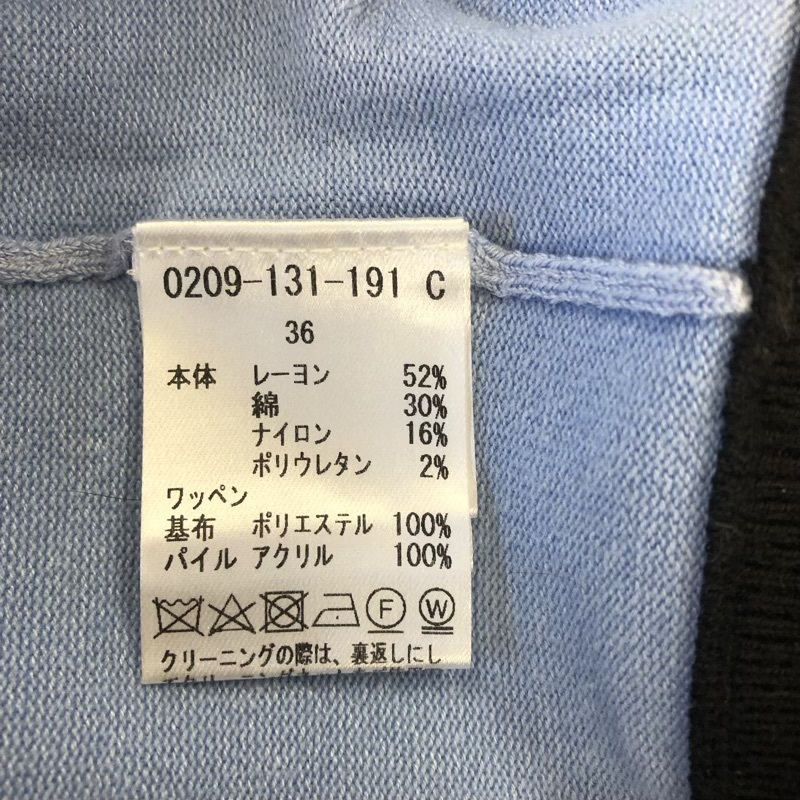 0209-131-191 C
36
本体 レーヨン 52%
綿 30%
ナイロン 16%
ポリウレタン 2%
ワッペン
基布 ポリエステル 100%
パイル アクリル 100%
F W
クリーニングの際は、裏返しにし